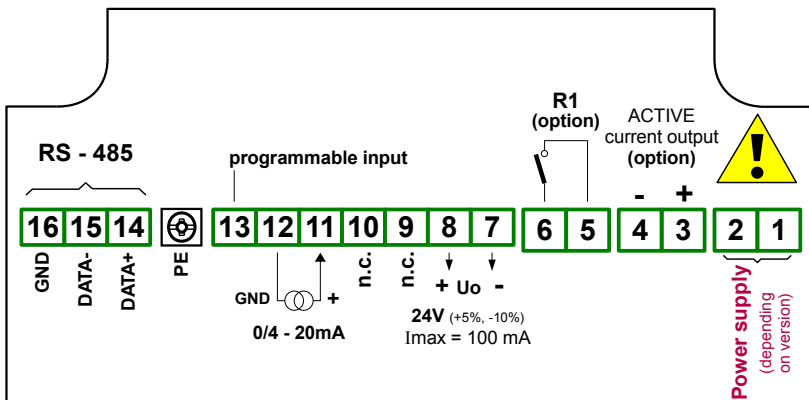 RS - 485
programmable input
R1
(option)
ACTIVE
current output
(option)
- +
16 15 14 13 12 11 10 9 8 7 6 5 4 3 2 1
GND
DATA-
DATA+
PE
GND +
0/4 - 20mA
n.c.
n.c.
+ Uo -
24V (+5%, -10%)
Imax = 100 mA
Power supply
(depending
on version)
!